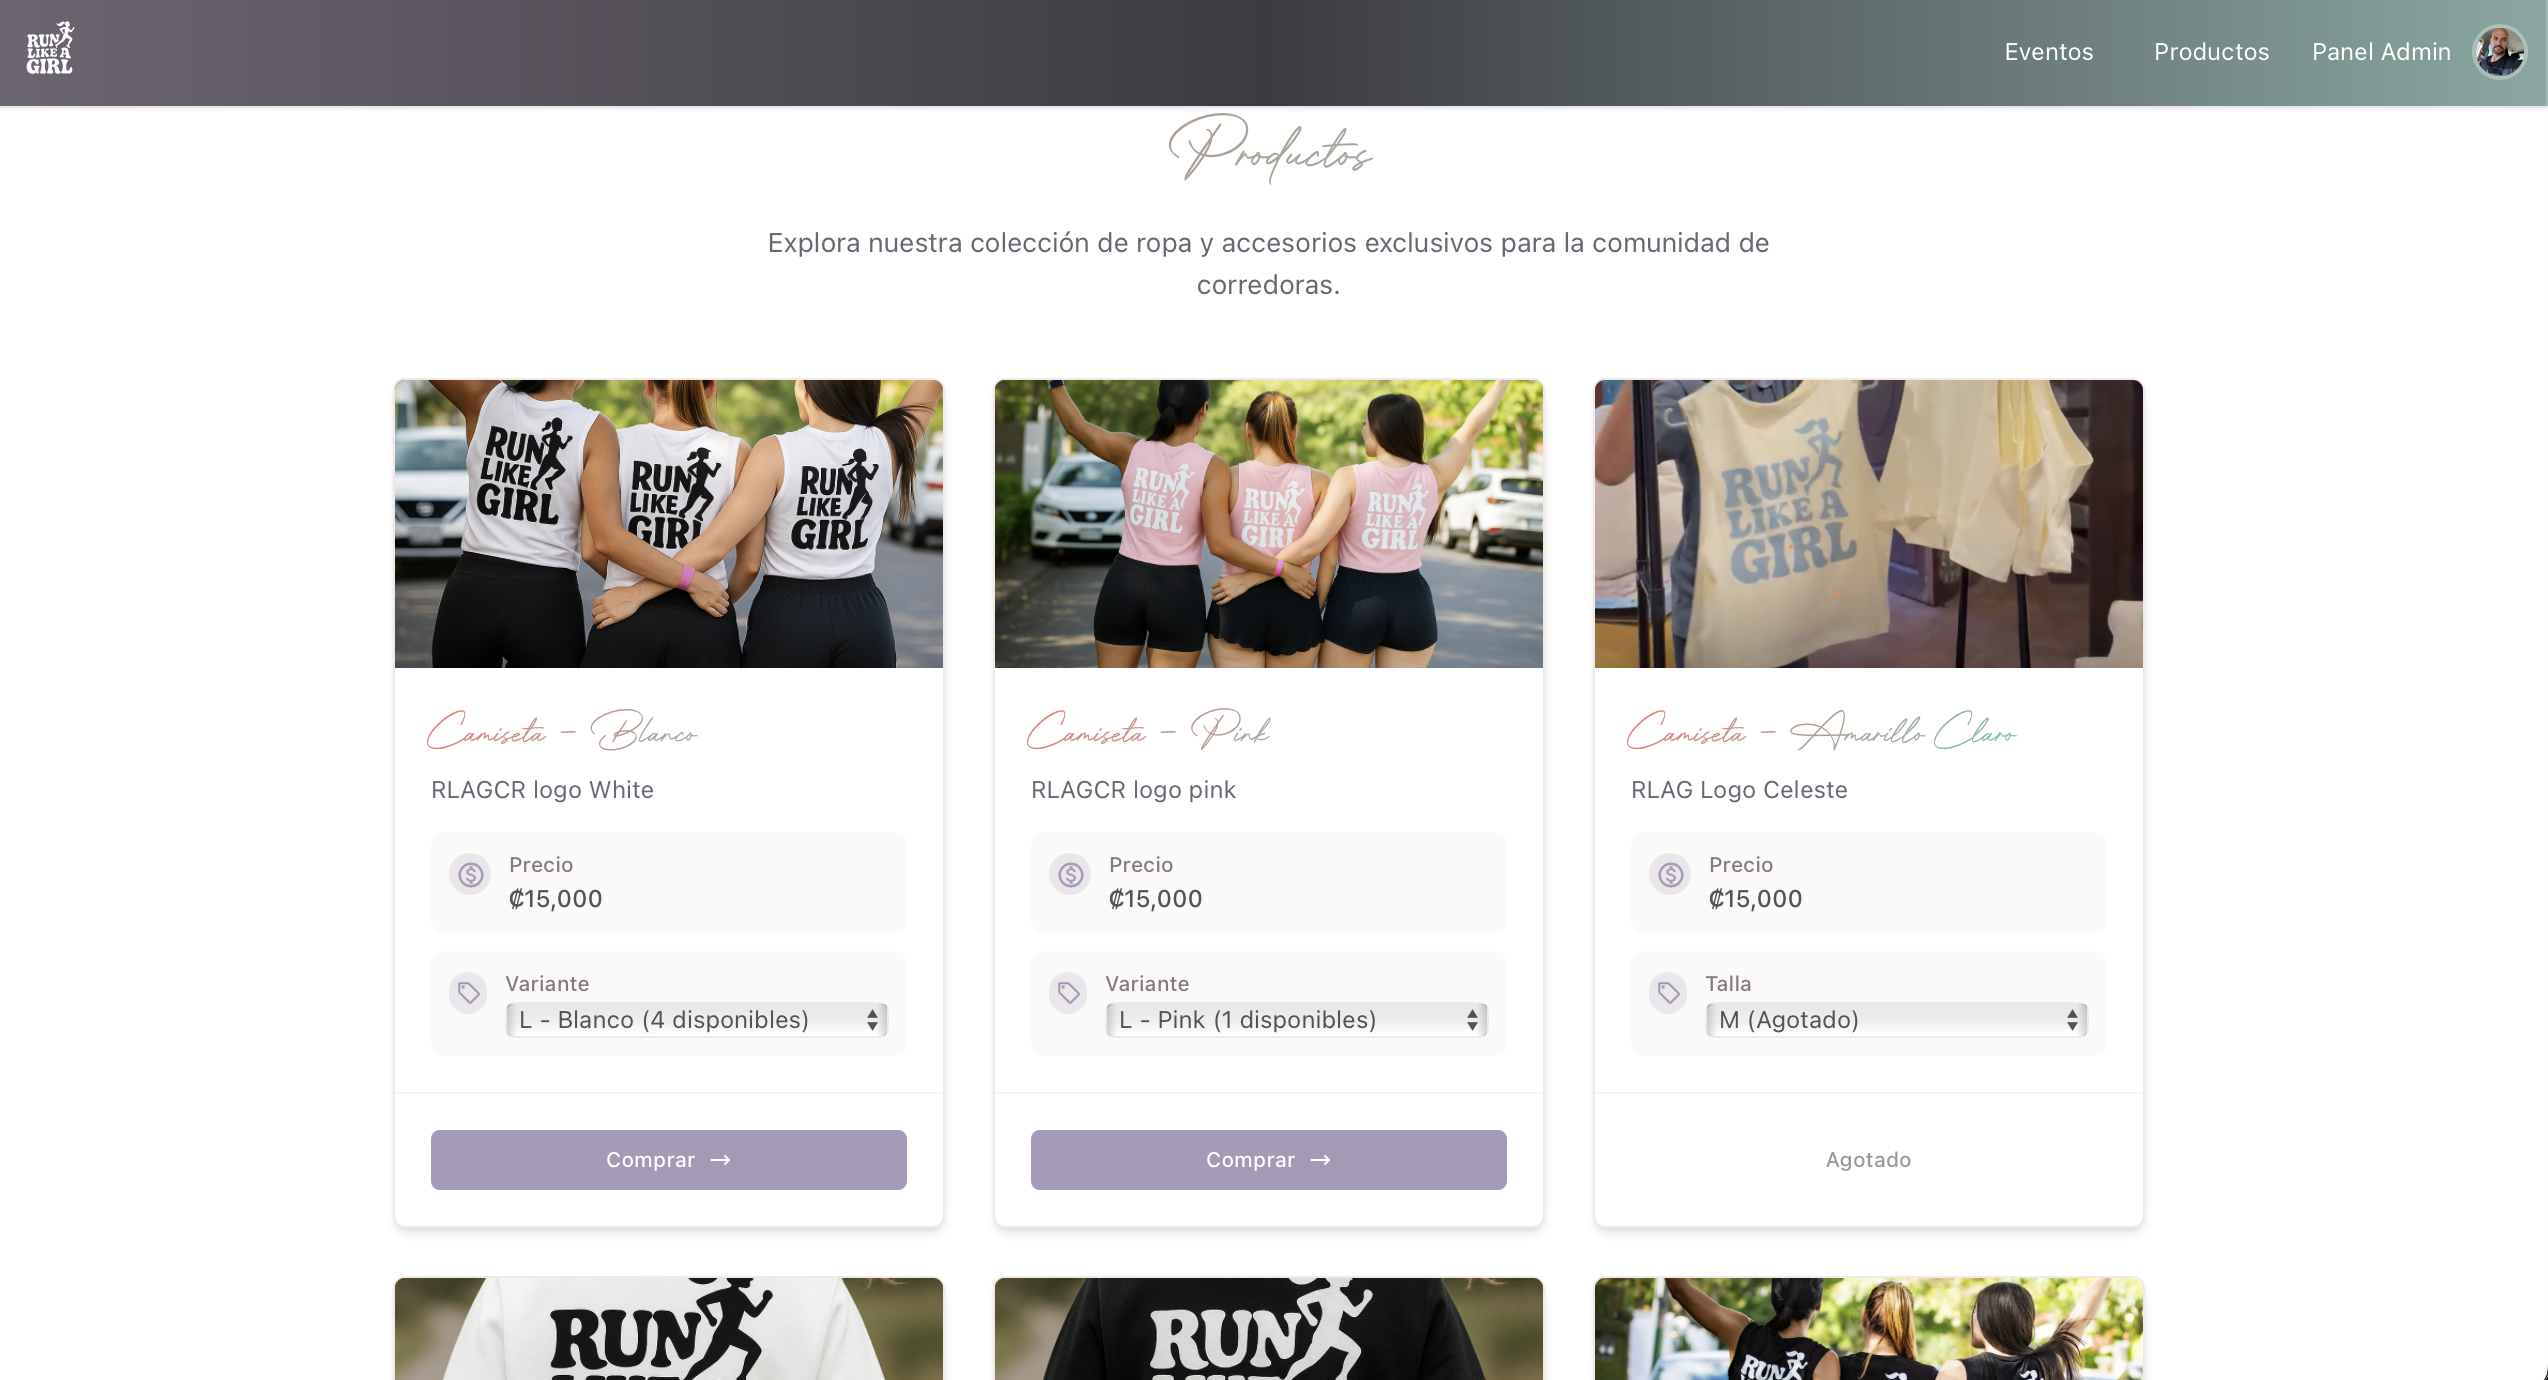 RUN
LIKE A
GIRL
Eventos
Productos
Panel Admin
Productos
Explora nuestra colección de ropa y accesorios exclusivos para la comunidad de
corredoras.
RUN
LIKE
GIRL
RUN
LIKE
GIRL
RUN
LIKE
GIRL
RUN
LIKE A
GIRL
RUN
LIKE A
GIRL
RUN
LIKE A
GIRL
RUN
LIKE A
GIRL
Camiseta - Blanco
RLAGCR logo White
Precio
₡15,000
Variante
L - Blanco (4 disponibles)
Comprar →
Camiseta - Pink
RLAGCR logo pink
Precio
₡15,000
Variante
L - Pink (1 disponibles)
Comprar →
Camiseta - Amarillo Claro
RLAG Logo Celeste
Precio
₡15,000
Talla
M (Agotado)
Agotado
RUN
RUN
RUN